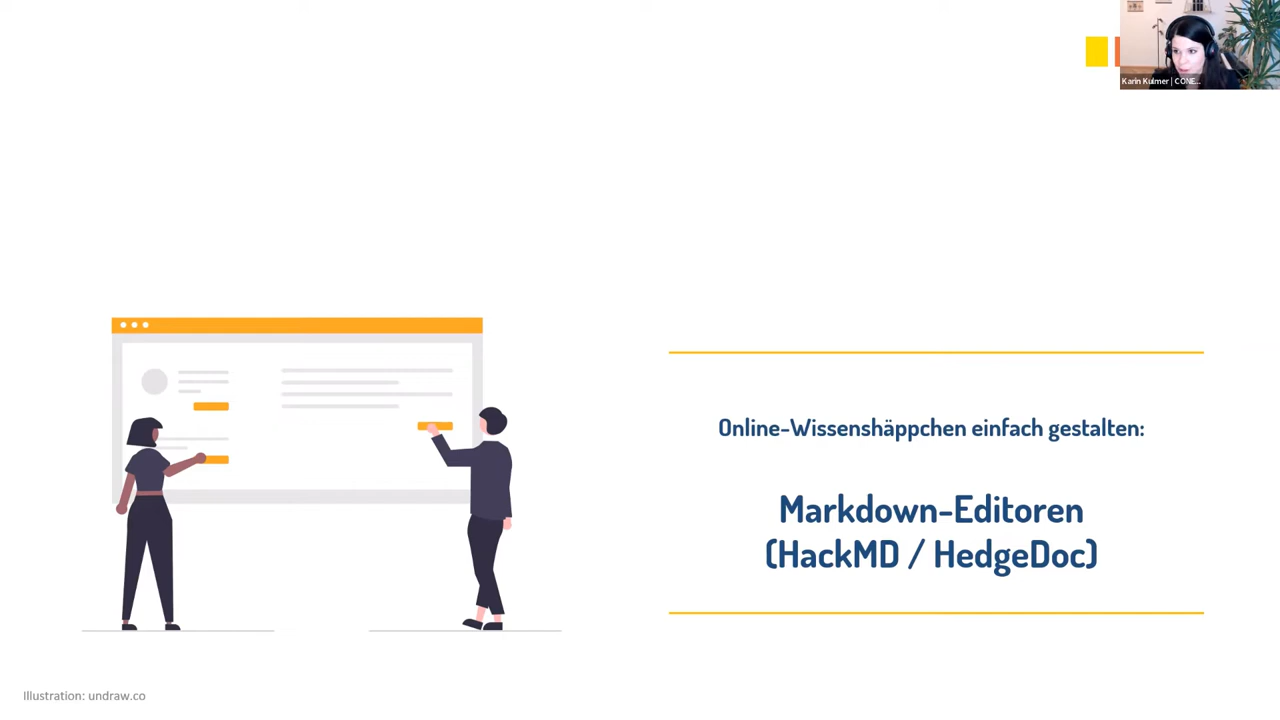 Karin Kulmer | CONE...
Online-Wissenshäppchen einfach gestalten:
Markdown-Editoren
(HackMD / HedgeDoc)
Illustration: undraw.co